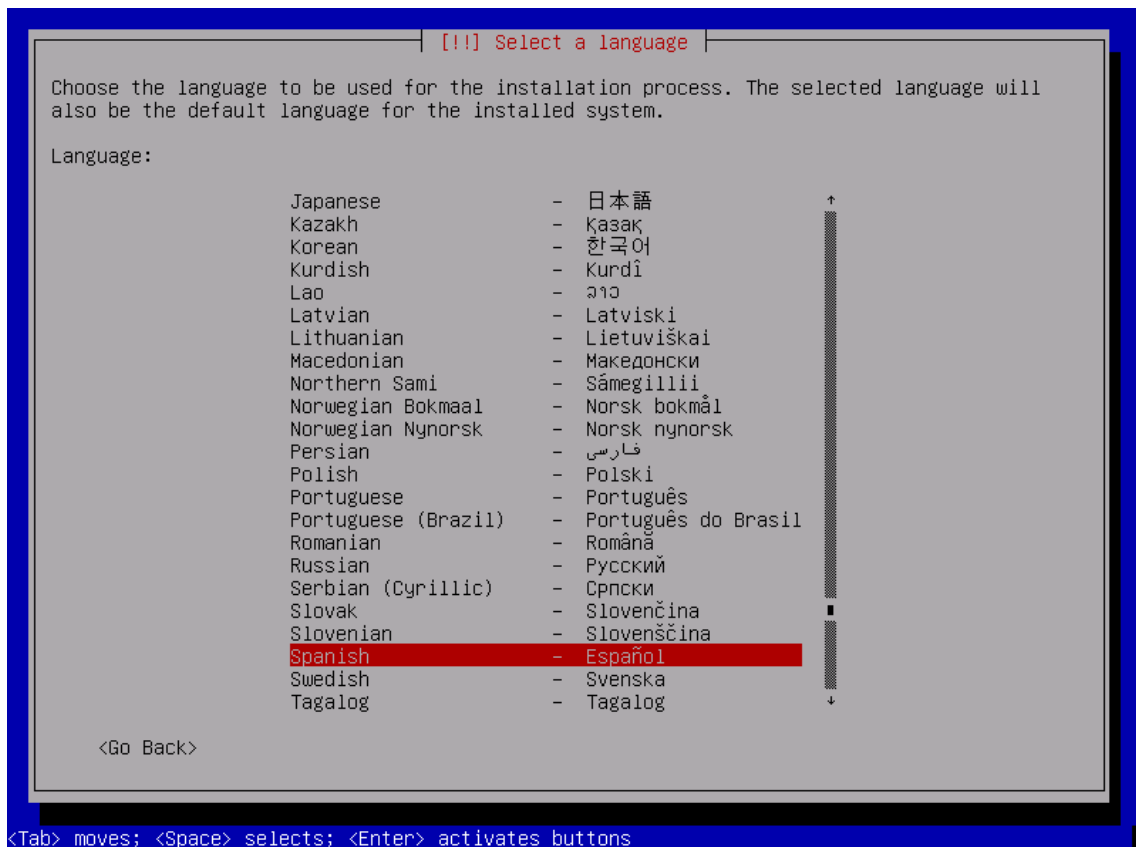 [!!] Select a language
Choose the language to be used for the installation process. The selected language will
also be the default language for the installed system.
Language:
Japanese - 日本語
Kazakh - Қазақ
Korean - 한국어
Kurdish - Kurdî
Lao - ລາວ
Latvian - Latviski
Lithuanian - Lietuviškai
Macedonian - Македонски
Northern Sami - Sámegillii
Norwegian Bokmaal - Norsk bokmål
Norwegian Nynorsk - Norsk nynorsk
Persian - فارسی
Polish - Polski
Portuguese - Português
Portuguese (Brazil) - Português do Brasil
Romanian - Română
Russian - Русский
Serbian (Cyrillic) - Српски
Slovak - Slovenčina
Slovenian - Slovenščina
Spanish - Español
Swedish - Svenska
Tagalog - Tagalog
<Go Back>
<Tab> moves; <Space> selects; <Enter> activates buttons